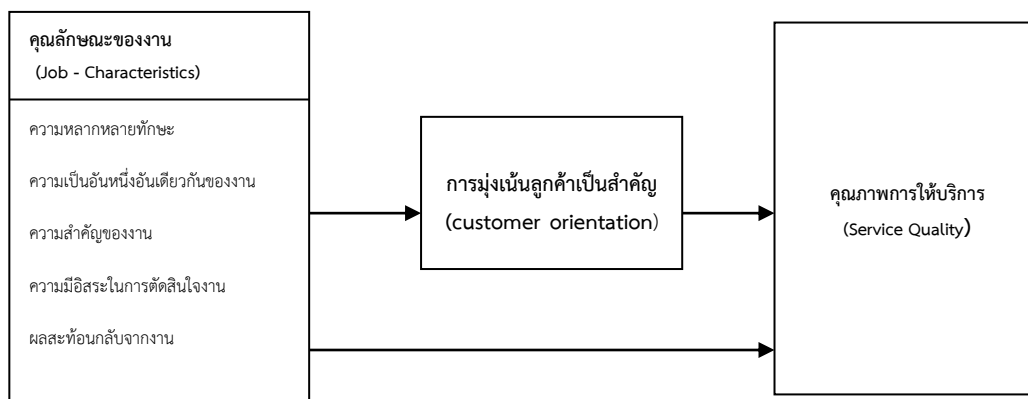 คุณลักษณะของงาน
(Job - Characteristics)
ความหลากหลายทักษะ
ความเป็นอันหนึ่งอันเดียวกันของงาน
ความสำคัญของงาน
ความมีอิสระในการตัดสินใจงาน
ผลสะท้อนกลับจากงาน
การมุ่งเน้นลูกค้าเป็นสำคัญ
(customer orientation)
คุณภาพการให้บริการ
(Service Quality)